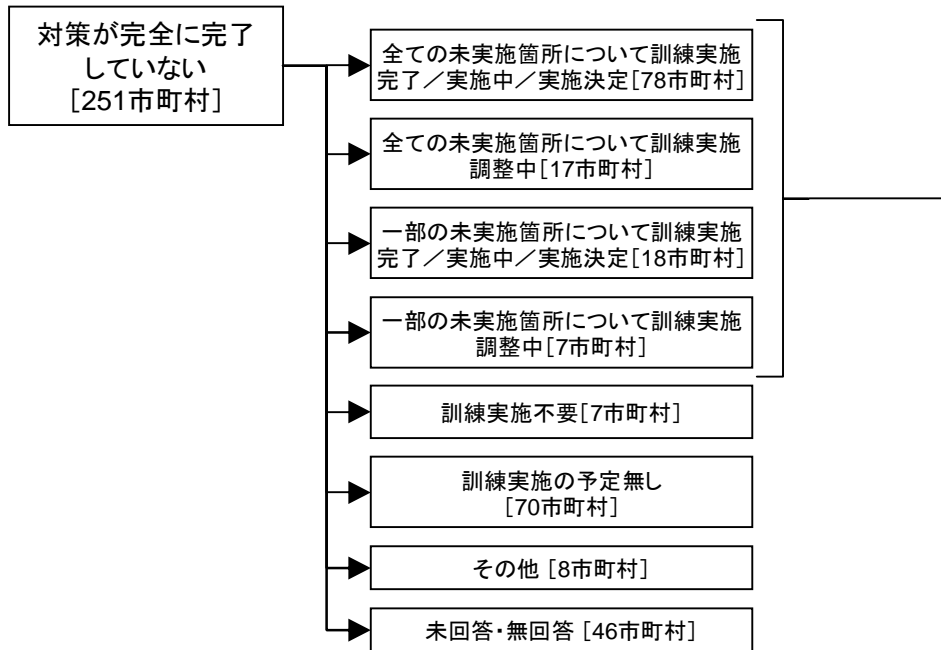 対策が完全に完了
していない
[251市町村]
全ての未実施箇所について訓練実施
完了／実施中／実施決定[78市町村]
全ての未実施箇所について訓練実施
調整中[17市町村]
一部の未実施箇所について訓練実施
完了／実施中／実施決定[18市町村]
一部の未実施箇所について訓練実施
調整中[7市町村]
訓練実施不要[7市町村]
訓練実施の予定無し
[70市町村]
その他 [8市町村]
未回答・無回答 [46市町村]